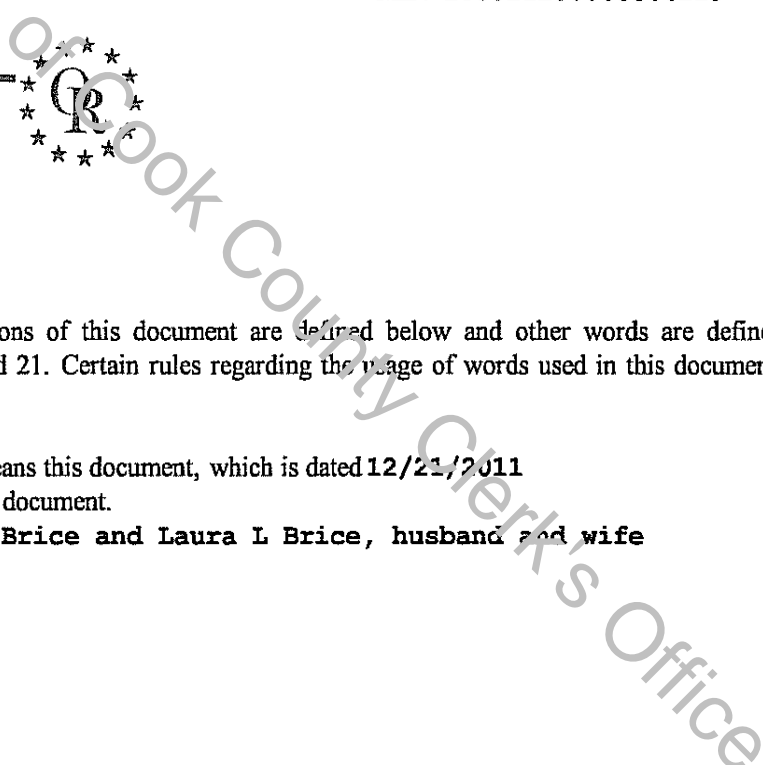 OR
of Cook County Clerk's Office
ons of this document are defined below and other words are define
d 21. Certain rules regarding the usage of words used in this documen
eans this document, which is dated 12/21/2011
document.
Brice and Laura L Brice, husband and wife